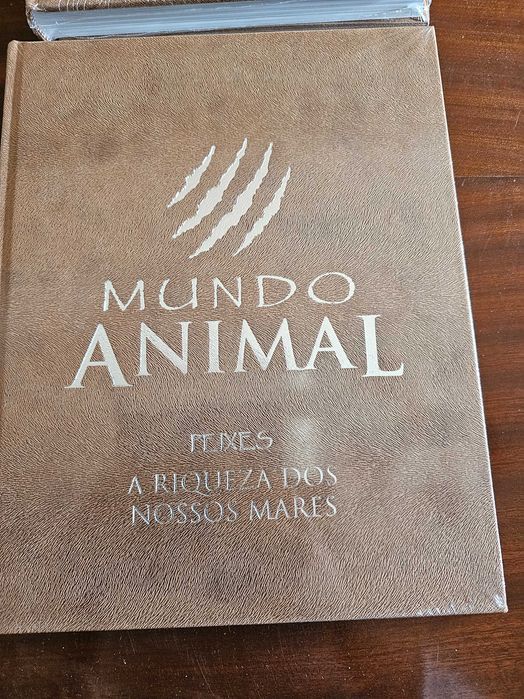 MUNDO
ANIMAL
PEIXES
A RIQUEZA DOS
NOSSOS MARES